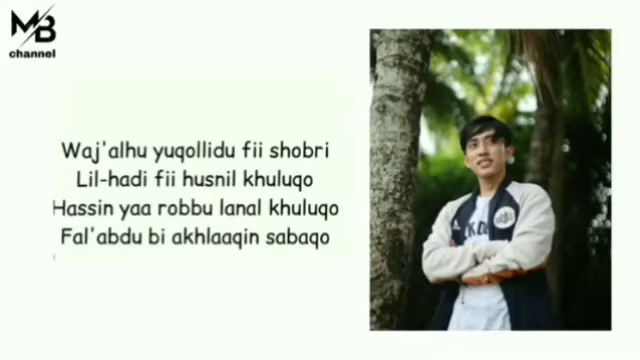 MB
channel
Waj'alhu yuqollidu fii shobri
Lil-hadi fii husnil khuluqo
Hassin yaa robbu lanal khuluqo
Fal'abdu bi akhlaaqin sabaqo